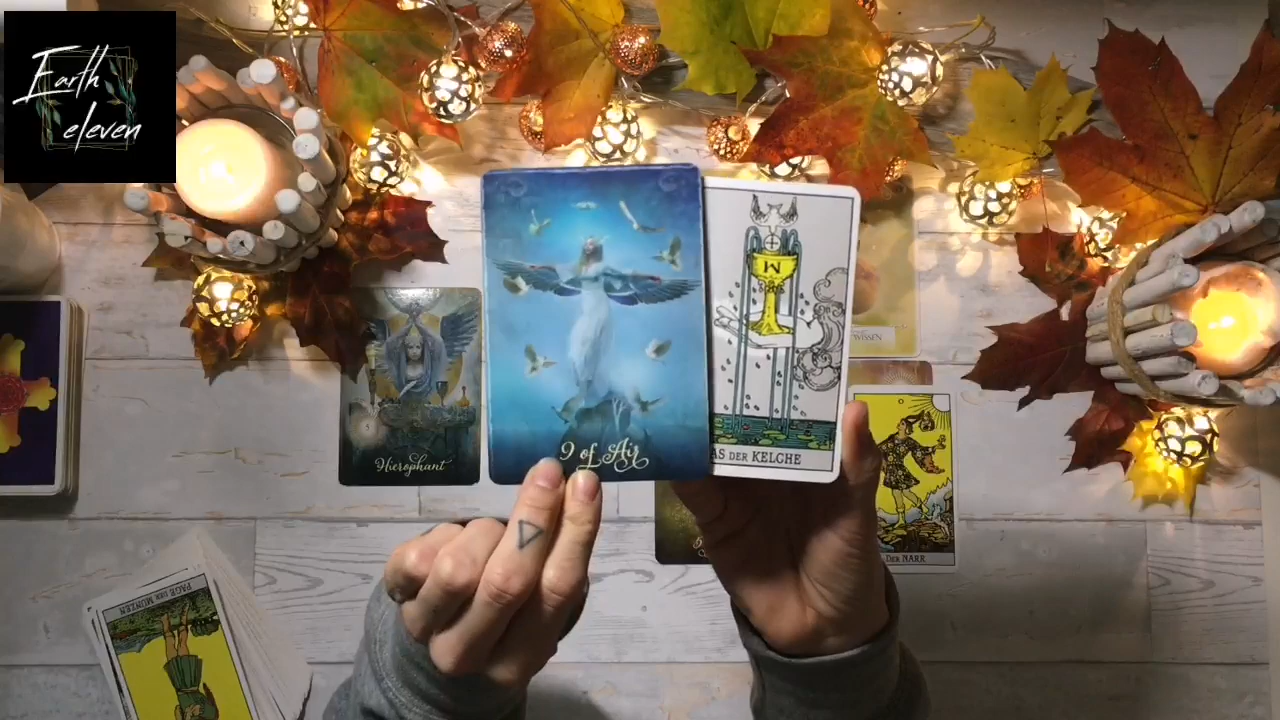 Earth
eleven
WISSEN
M
AS DER KELCHE
9 of Air
Hierophant
DER NARR
PAGE DER MÜNZEN